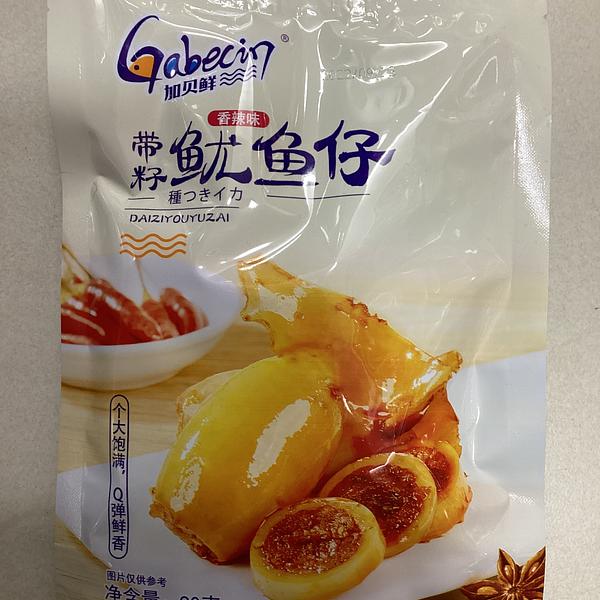 Gabecin®
加贝鲜
香辣味
带籽鱿鱼仔
種つきイカ
DAIZIYOUYUZAI
个大饱满,Q弹鲜香
图片仅供参考
净含量